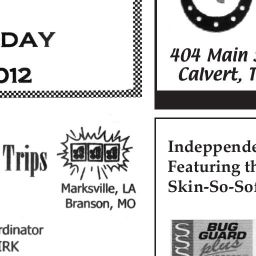 DAY
012
404 Main
Calvert, T
Trips
Marksville, LA
Branson, MO
rdinator
IRK
Indeppende
Featuring th
Skin-So-Sof
BUG
GUARD
plus